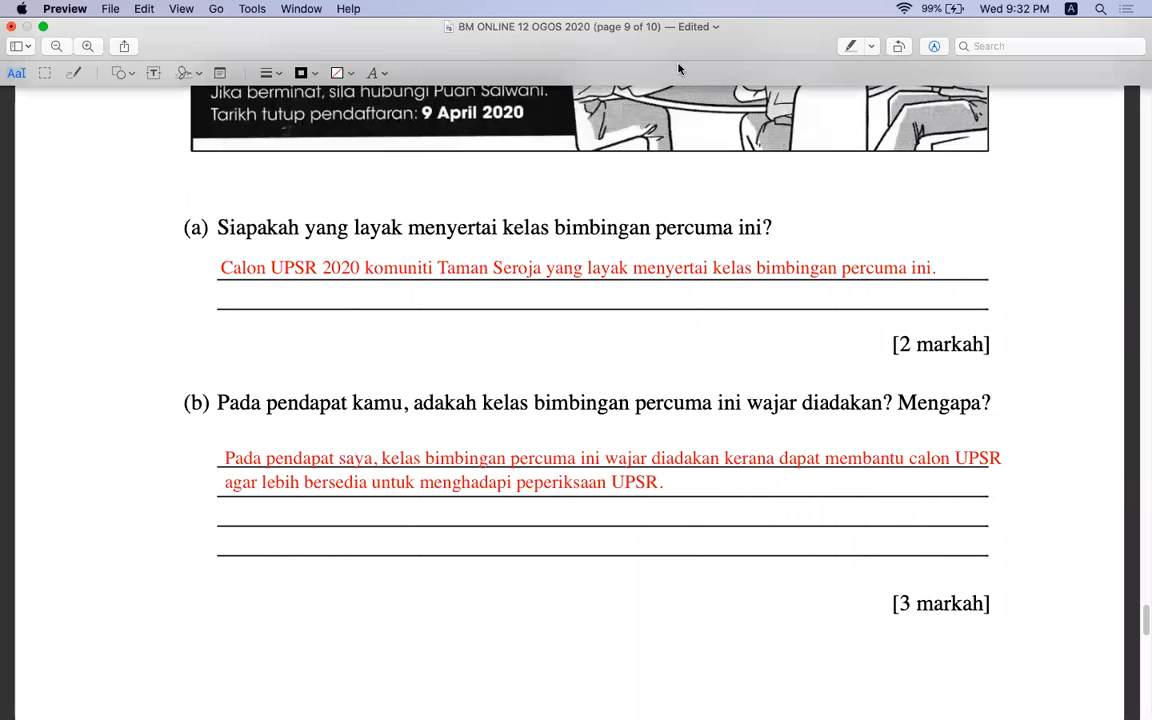 Preview File Edit View Go Tools Window Help 99% Wed 9:32 PM A
BM ONLINE 12 OGOS 2020 (page 9 of 10) — Edited
Search
AaI T A
Jika berminat, sila hubungi Puan Salwani.
Tarikh tutup pendaftaran: 9 April 2020
(a) Siapakah yang layak menyertai kelas bimbingan percuma ini?
Calon UPSR 2020 komuniti Taman Seroja yang layak menyertai kelas bimbingan percuma ini.
[2 markah]
(b) Pada pendapat kamu, adakah kelas bimbingan percuma ini wajar diadakan? Mengapa?
Pada pendapat saya, kelas bimbingan percuma ini wajar diadakan kerana dapat membantu calon UPSR
agar lebih bersedia untuk menghadapi peperiksaan UPSR.
[3 markah]